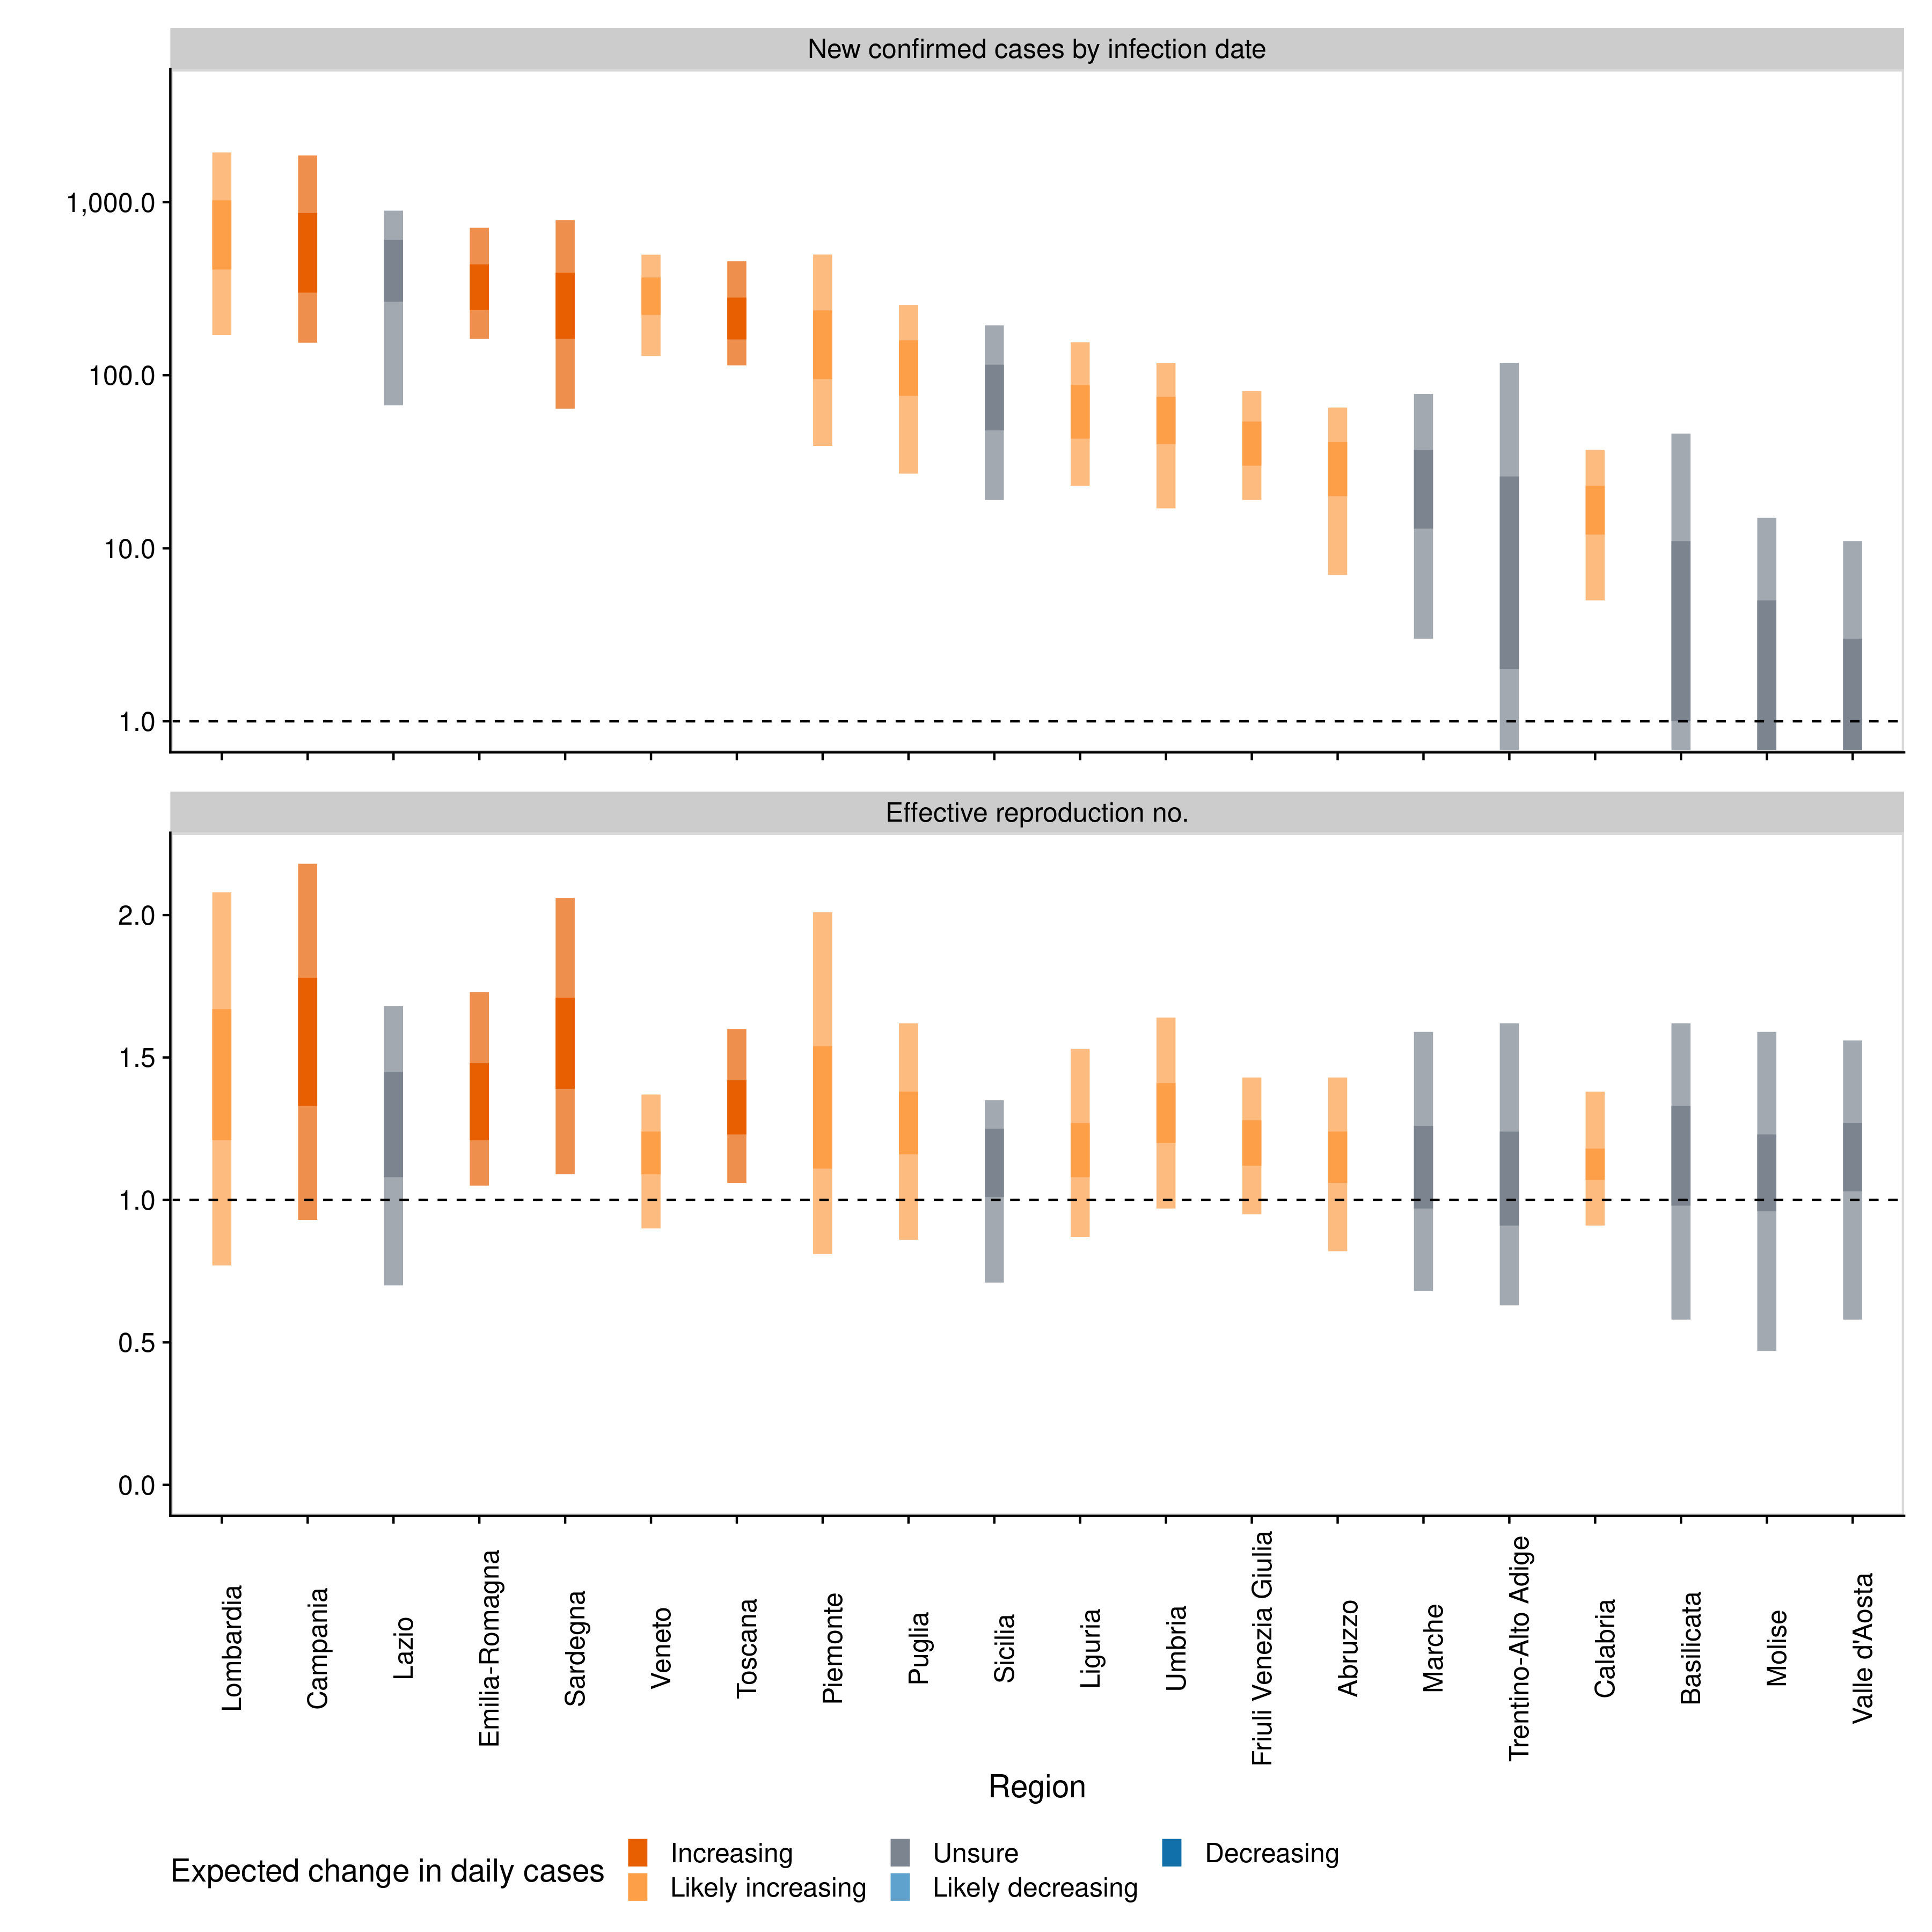 New confirmed cases by infection date
1,000.0
100.0
10.0
1.0
Effective reproduction no.
2.0
1.5
1.0
0.5
0.0
Lombardia
Campania
Lazio
Emilia-Romagna
Sardegna
Veneto
Toscana
Piemonte
Puglia
Sicilia
Liguria
Umbria
Friuli Venezia Giulia
Abruzzo
Marche
Trentino-Alto Adige
Calabria
Basilicata
Molise
Valle d'Aosta
Region
Expected change in daily cases
Increasing
Likely increasing
Unsure
Likely decreasing
Decreasing